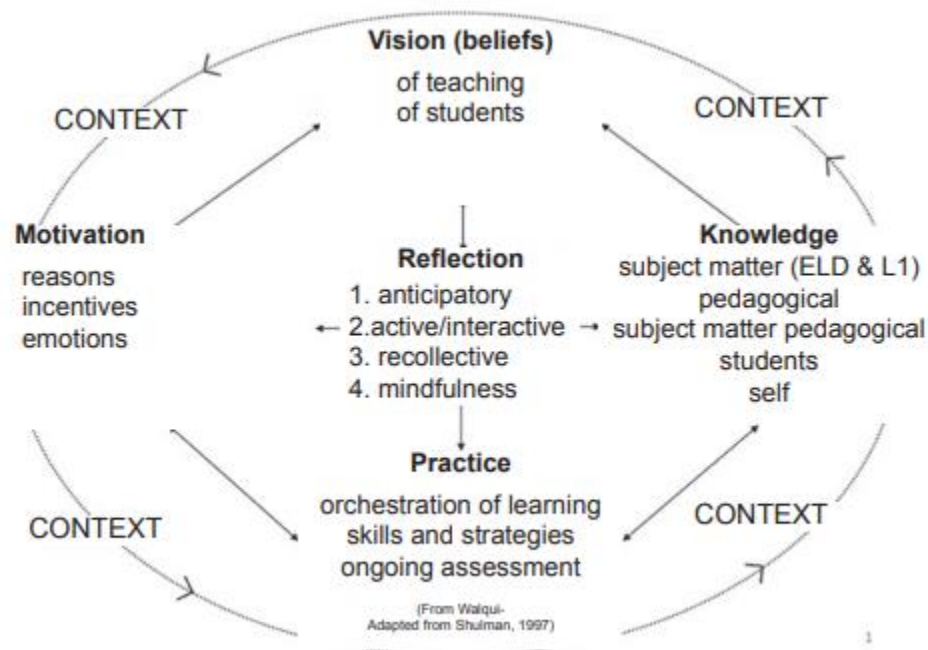 Vision (beliefs)
of teaching
of students
CONTEXT
CONTEXT
Motivation
reasons
incentives
emotions
Reflection
1. anticipatory
2.active/interactive
3. recollective
4. mindfulness
Knowledge
subject matter (ELD & L1)
pedagogical
subject matter pedagogical
students
self
Practice
orchestration of learning
skills and strategies
ongoing assessment
CONTEXT
CONTEXT
(From Walqui-
Adapted from Shulman, 1997)
1